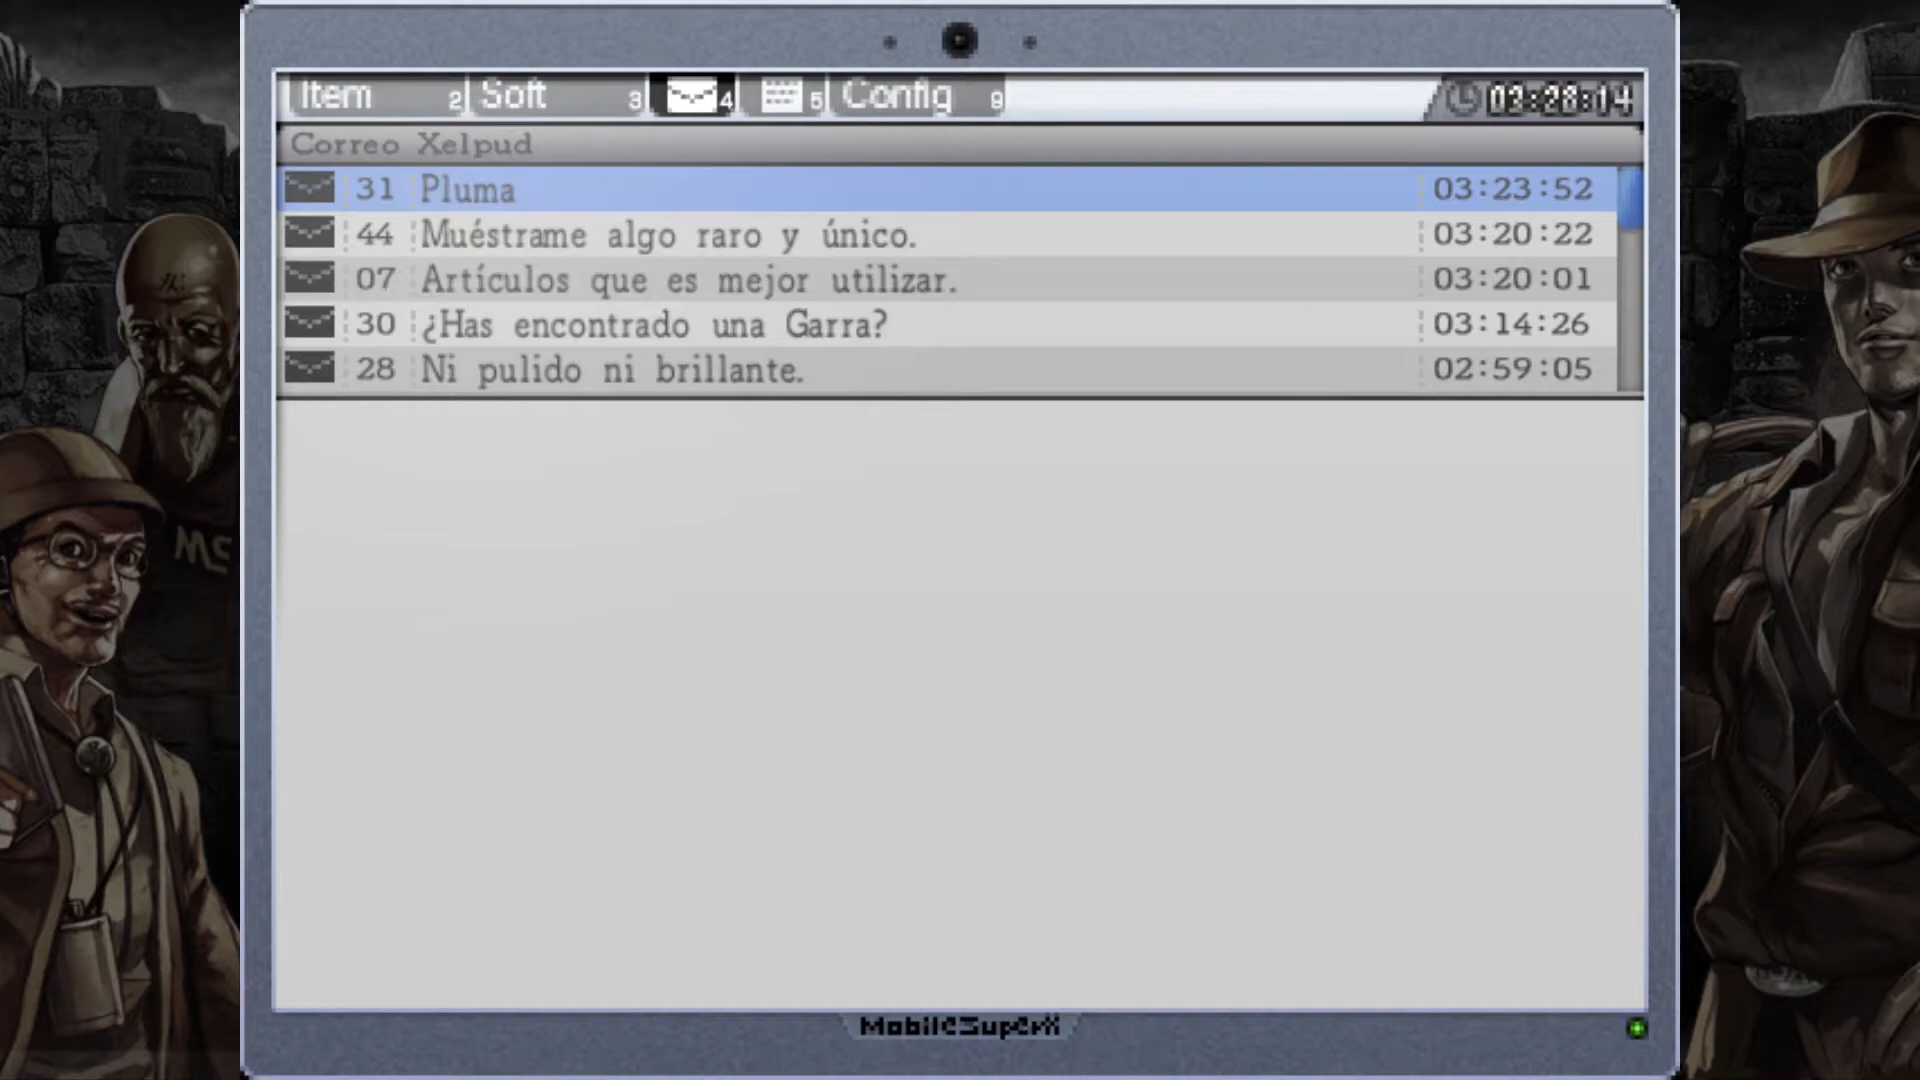 Item 2 Soft 3 4 5 Config 9 03:28:14
Correo Xelpud
31 Pluma 03:23:52
44 Muéstrame algo raro y único. 03:20:22
07 Artículos que es mejor utilizar. 03:20:01
30 ¿Has encontrado una Garra? 03:14:26
28 Ni pulido ni brillante. 02:59:05
MS
MobileSuperX